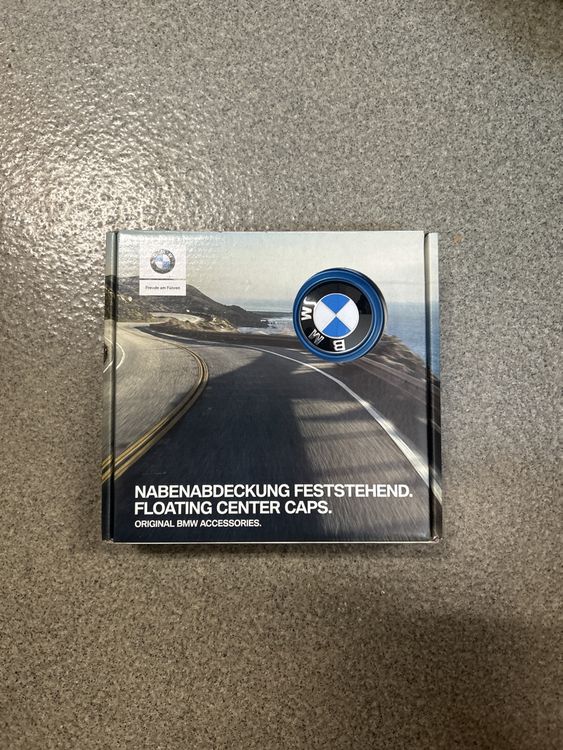 Freude am Fahren
BMW
NABENABDECKUNG FESTSTEHEND.
FLOATING CENTER CAPS.
ORIGINAL BMW ACCESSORIES.